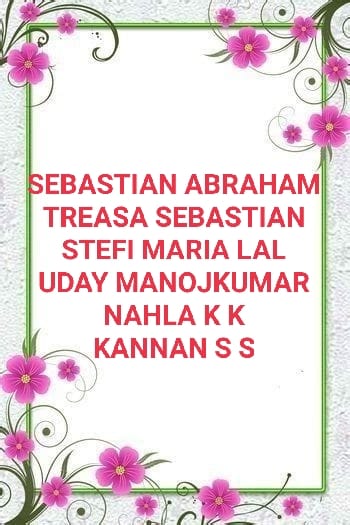 SEBASTIAN ABRAHAM
TREASA SEBASTIAN
STEFI MARIA LAL
UDAY MANOJKUMAR
NAHLA K K
KANNAN S S